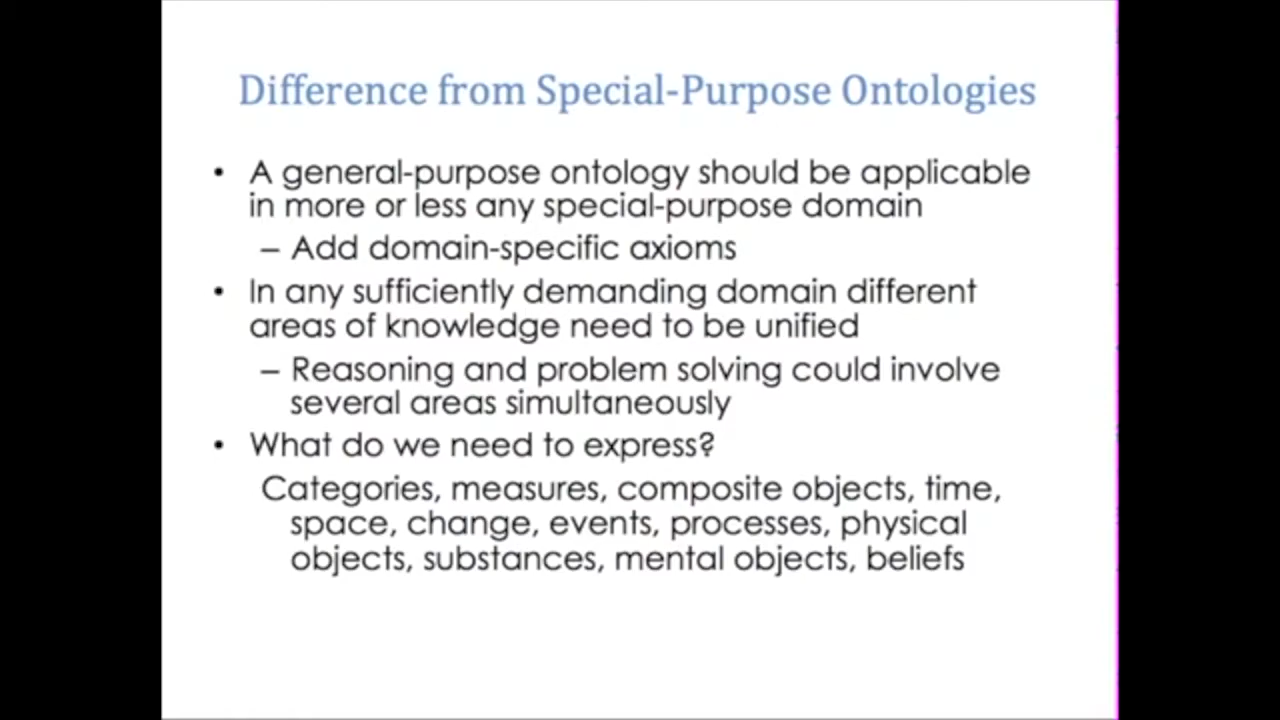 Difference from Special-Purpose Ontologies
• A general-purpose ontology should be applicable
in more or less any special-purpose domain
– Add domain-specific axioms
• In any sufficiently demanding domain different
areas of knowledge need to be unified
– Reasoning and problem solving could involve
several areas simultaneously
• What do we need to express?
Categories, measures, composite objects, time,
space, change, events, processes, physical
objects, substances, mental objects, beliefs